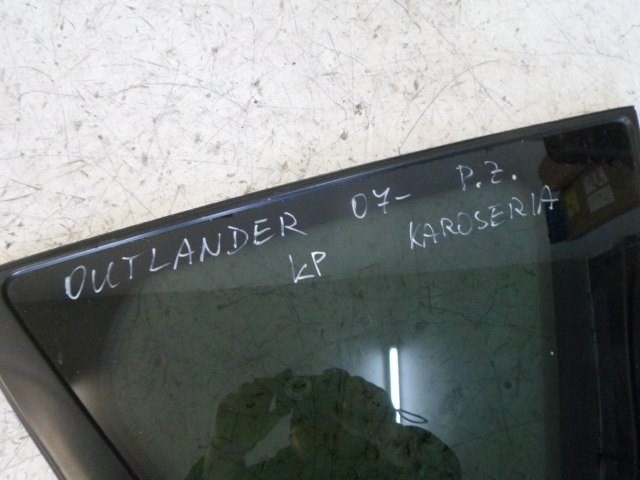 OUTLANDER 07- P.Z.
KP KAROSERIA